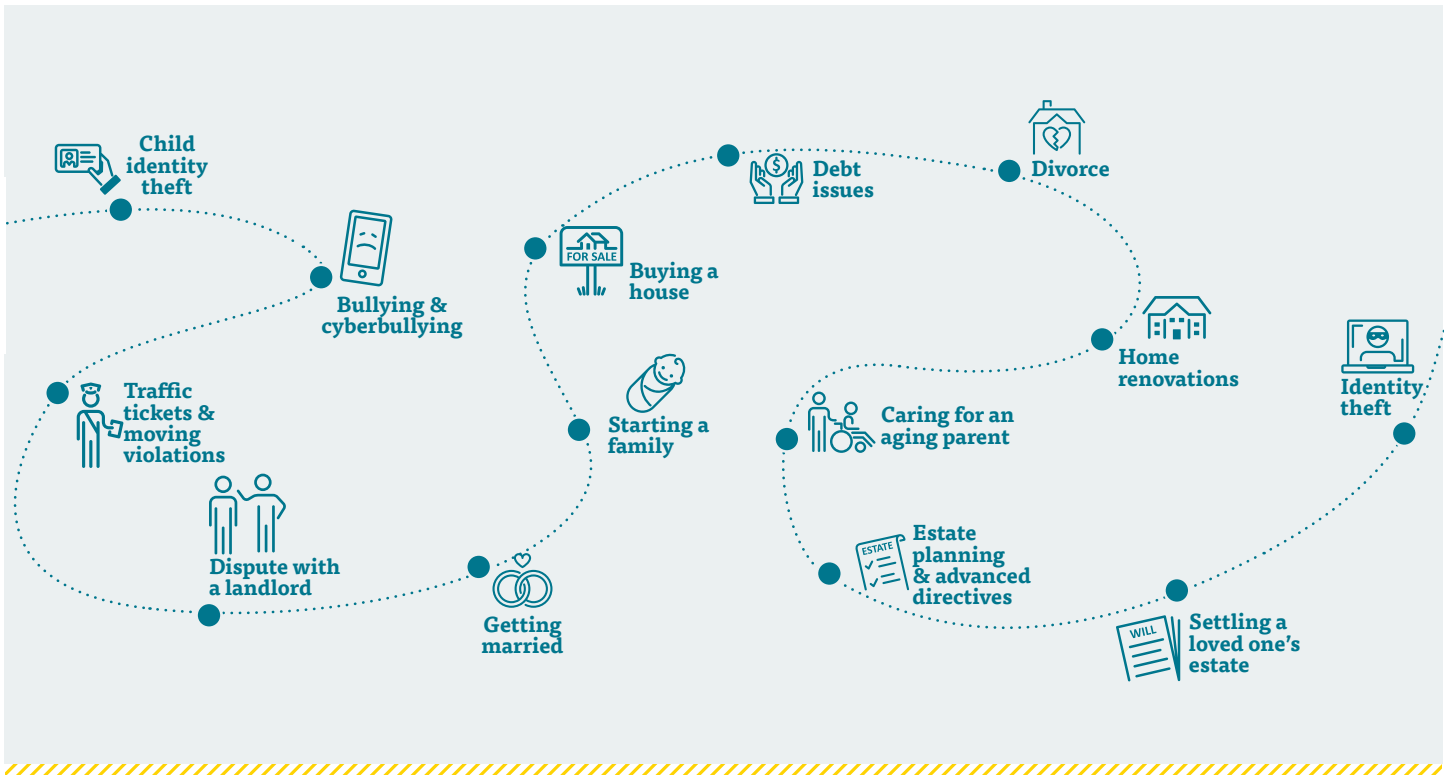 Child
identity
theft
Bullying &
cyberbullying
Traffic
tickets &
moving
violations
Dispute with
a landlord
Getting
married
Starting a
family
FOR SALE
Buying a
house
Debt
issues
$
Divorce
Home
renovations
Caring for an
aging parent
ESTATE
Estate
planning
& advanced
directives
WILL
Settling a
loved one's
estate
Identity
theft